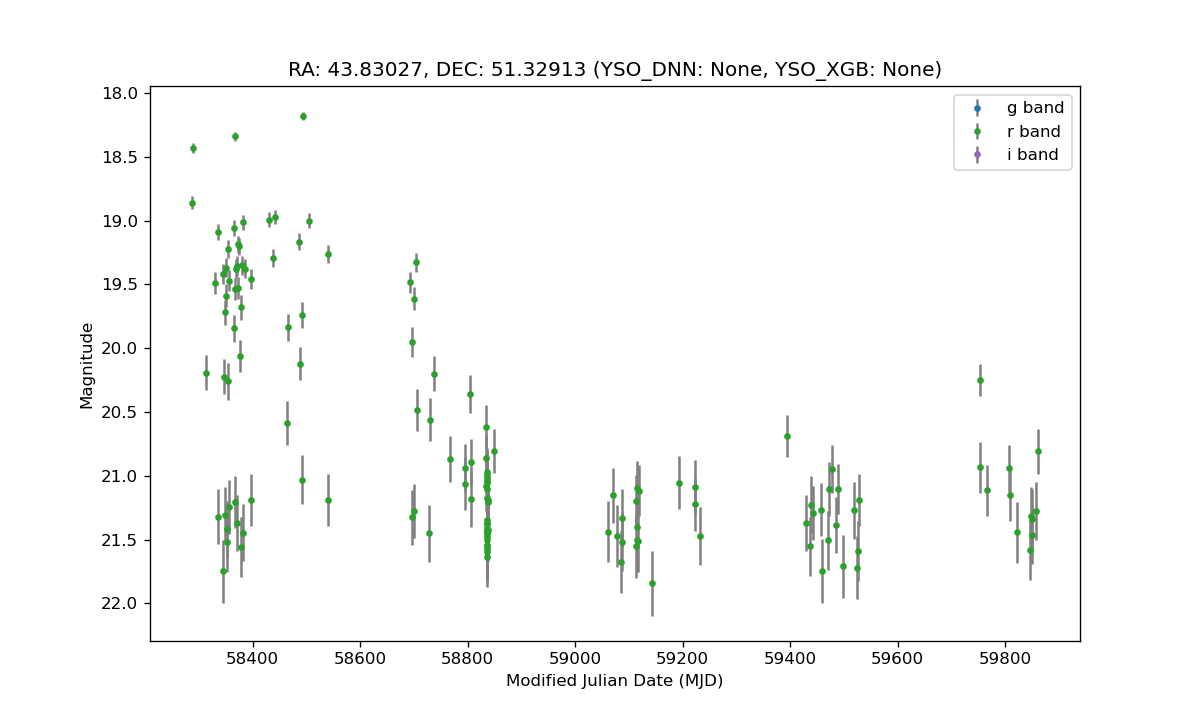 RA: 43.83027, DEC: 51.32913 (YSO_DNN: None, YSO_XGB: None)
g band
r band
i band
18.0
18.5
19.0
19.5
20.0
20.5
21.0
21.5
22.0
Magnitude
58400 58600 58800 59000 59200 59400 59600 59800
Modified Julian Date (MJD)